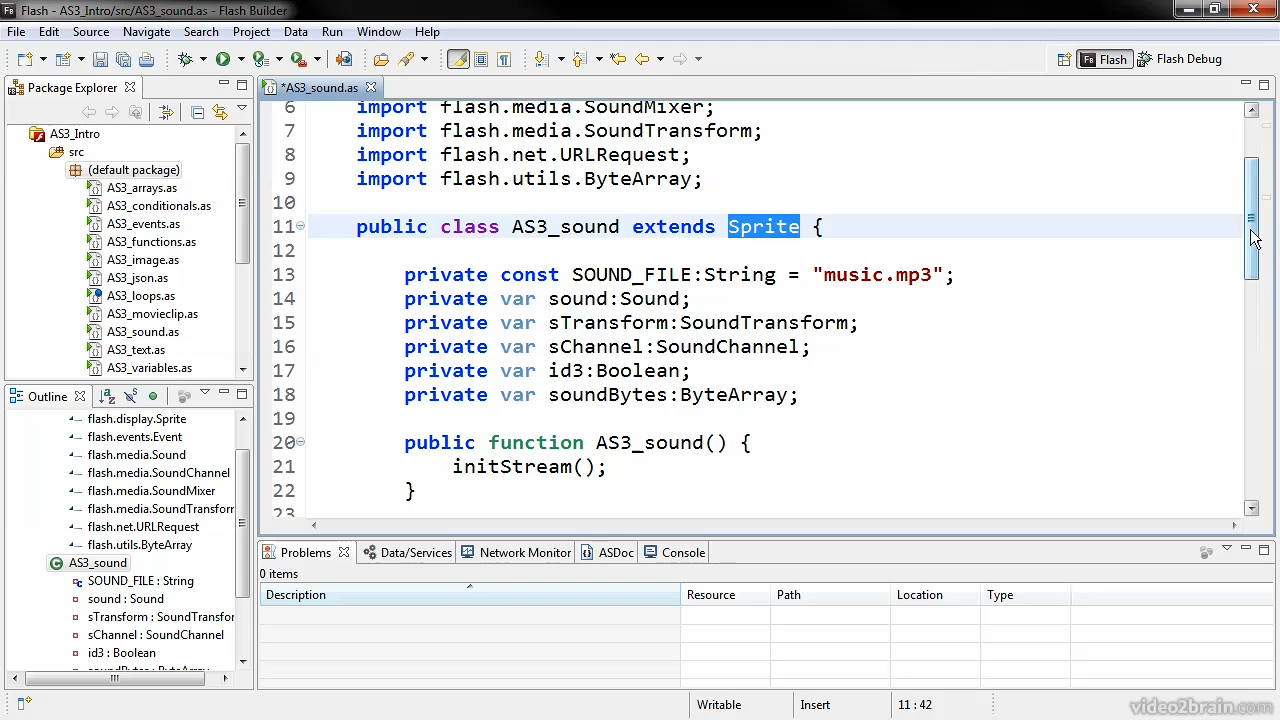 Flash - AS3_Intro/src/AS3_sound.as - Flash Builder
File Edit Source Navigate Search Project Data Run Window Help
Flash Flash Debug
Package Explorer
AS3_Intro
src
(default package)
AS3_arrays.as
AS3_conditionals.as
AS3_events.as
AS3_functions.as
AS3_image.as
AS3_json.as
AS3_loops.as
AS3_movieclip.as
AS3_sound.as
AS3_text.as
AS3_variables.as
Outline
flash.display.Sprite
flash.events.Event
flash.media.Sound
flash.media.SoundChannel
flash.media.SoundMixer
flash.media.SoundTransforr
flash.net.URLRequest
flash.utils.ByteArray
AS3_sound
SOUND_FILE : String
sound : Sound
sTransform : SoundTransfor
sChannel : SoundChannel
id3 : Boolean
soundBytes : ByteArray
*AS3_sound.as
6 import flash.media.SoundMixer;
7 import flash.media.SoundTransform;
8 import flash.net.URLRequest;
9 import flash.utils.ByteArray;
10
11 public class AS3_sound extends Sprite {
12
13 private const SOUND_FILE:String = "music.mp3";
14 private var sound:Sound;
15 private var sTransform:SoundTransform;
16 private var sChannel:SoundChannel;
17 private var id3:Boolean;
18 private var soundBytes:ByteArray;
19
20 public function AS3_sound() {
21 initStream();
22 }
23
Problems Data/Services Network Monitor ASDoc Console
0 items
Description Resource Path Location Type
Writable Insert 11 : 42
video2brain.com